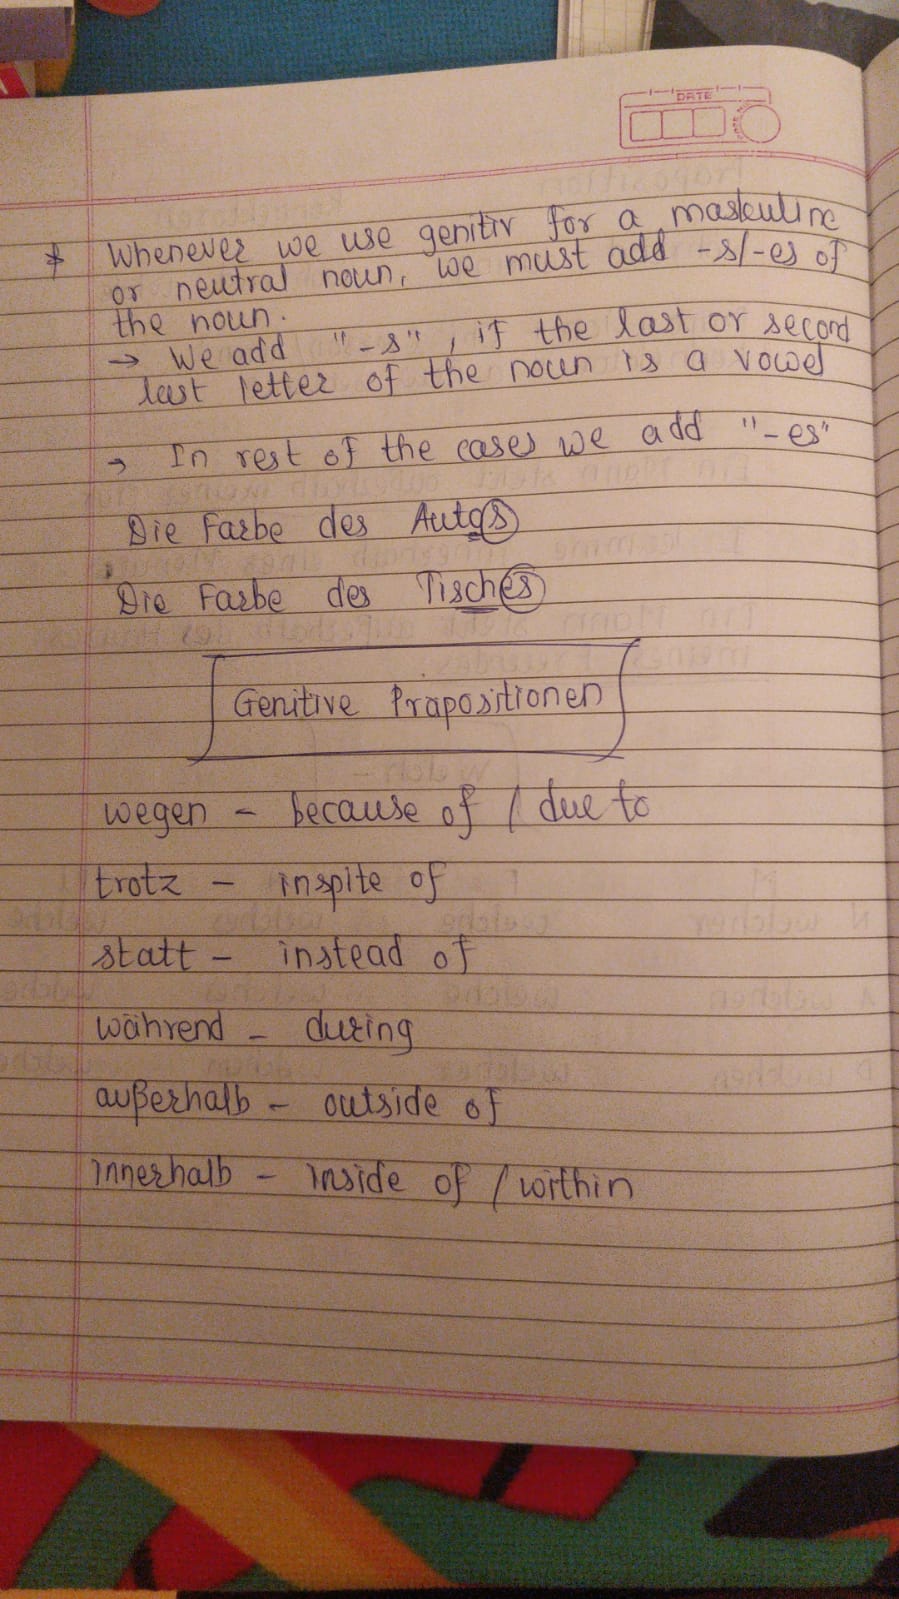 DATE
* Whenever we use genitiv for a maskuline
or neutral noun, we must add -s/-es of
the noun.
→ We add "-s", if the last or second
last letter of the noun is a vowel
→ In rest of the cases we add "-es"
Die Farbe des Autos
Die Farbe des Tisches
Genitive Präpositionen
wegen - because of / due to
trotz - inspite of
statt - instead of
während - during
außerhalb - outside of
innerhalb - inside of / within